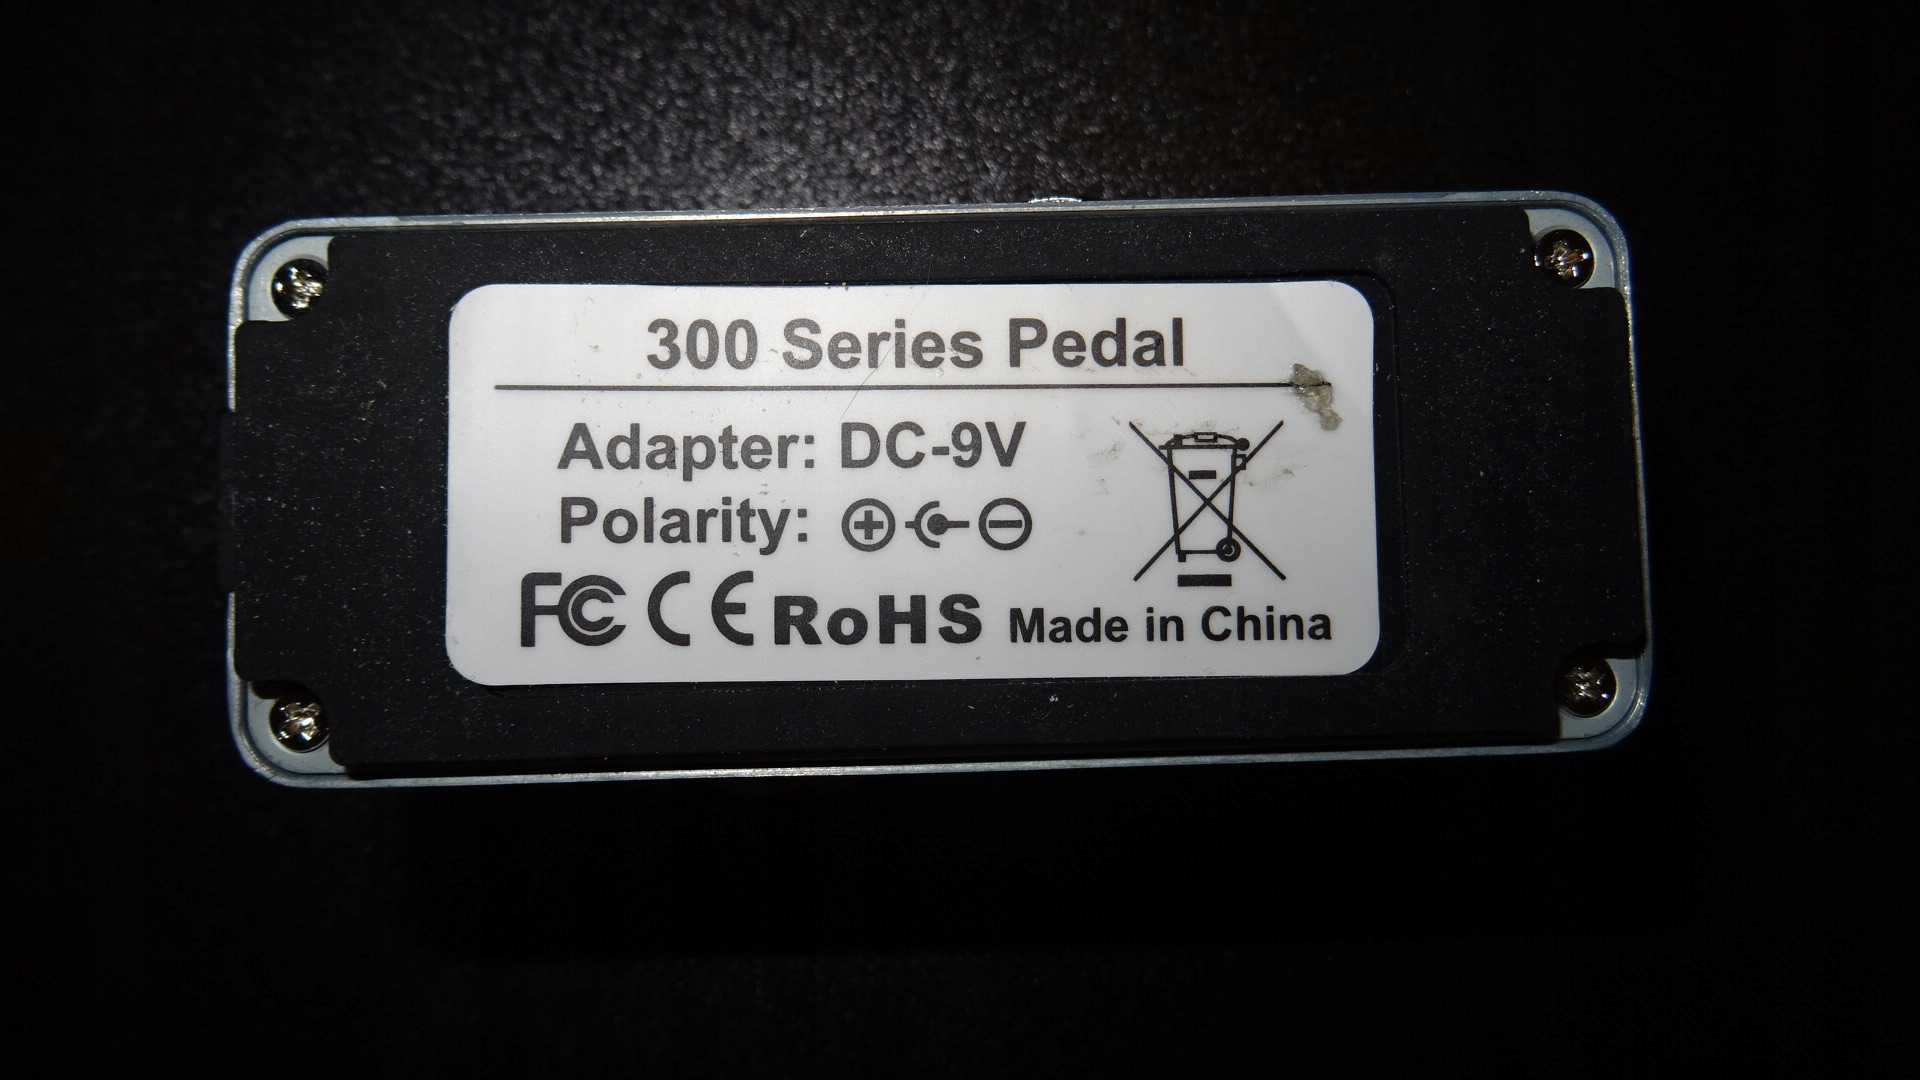 300 Series Pedal
Adapter: DC-9V
Polarity:
FC CE RoHS Made in China